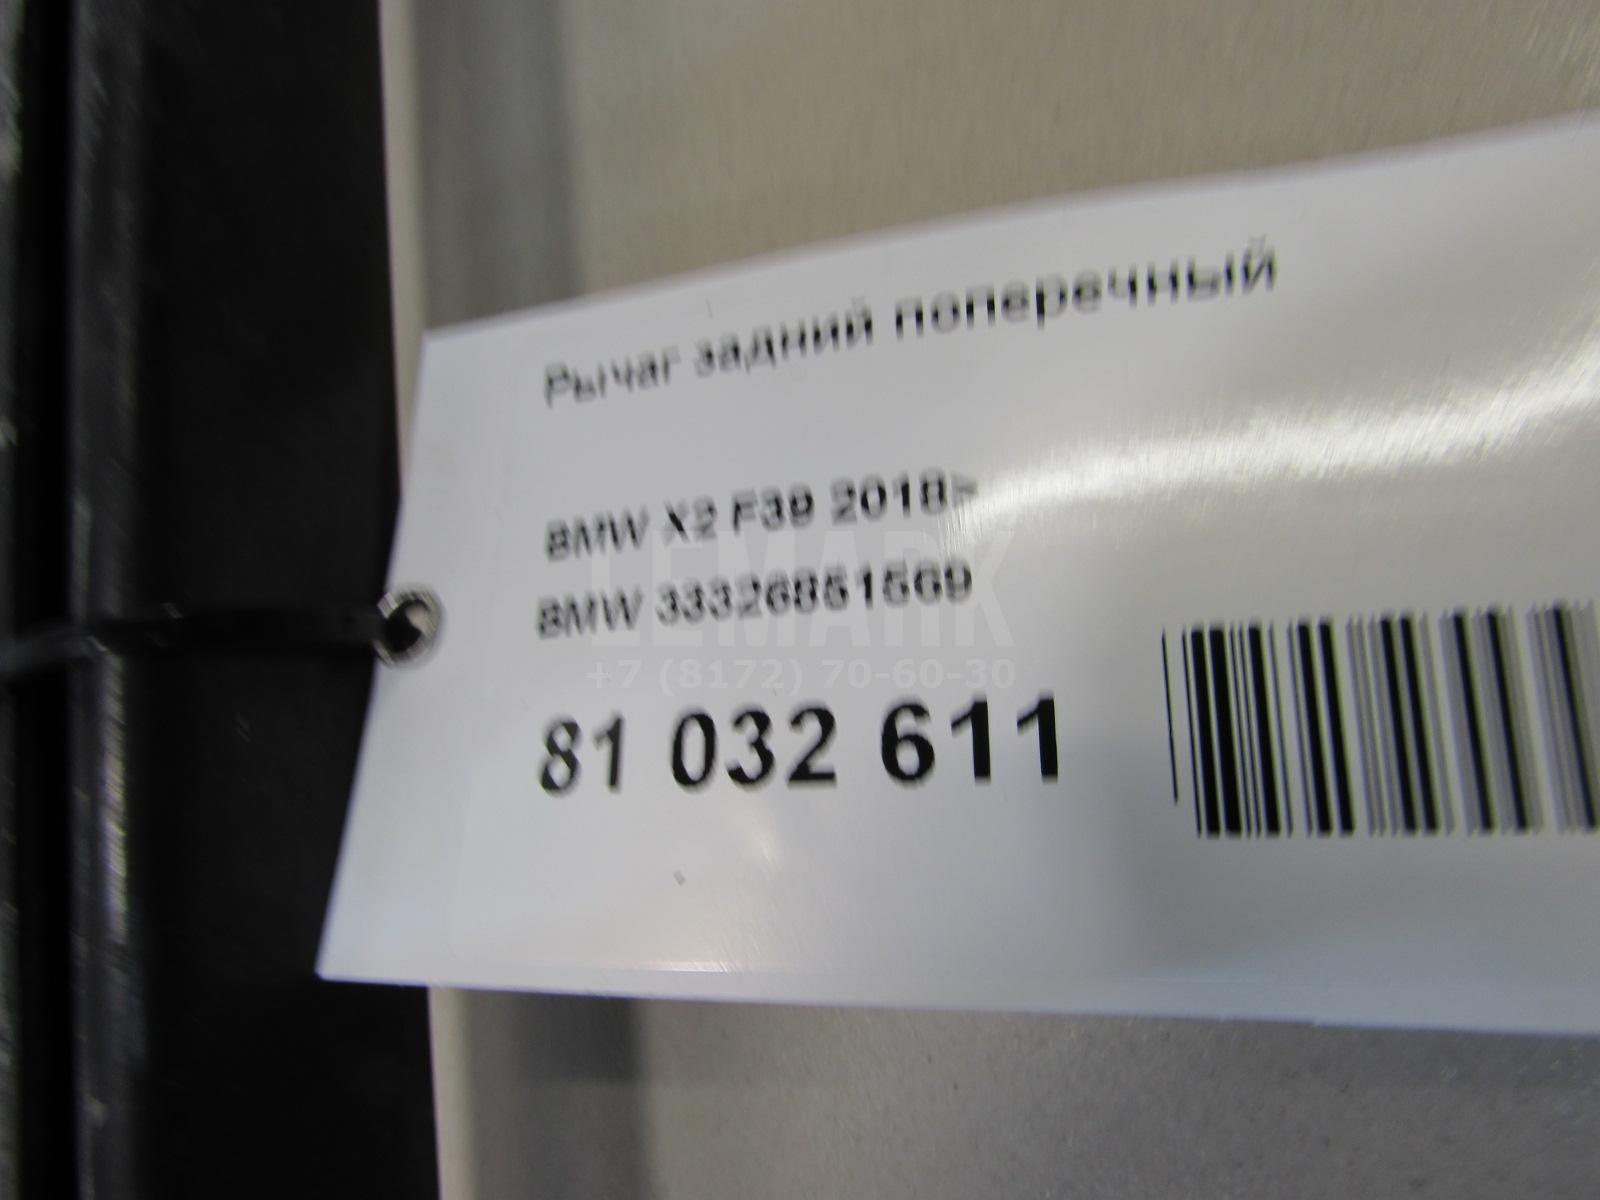 Рычаг задний поперечный
BMW X2 F39 2018>
BMW 33326851569
LEMARK
+7 (8172) 70-60-30
81 032 611